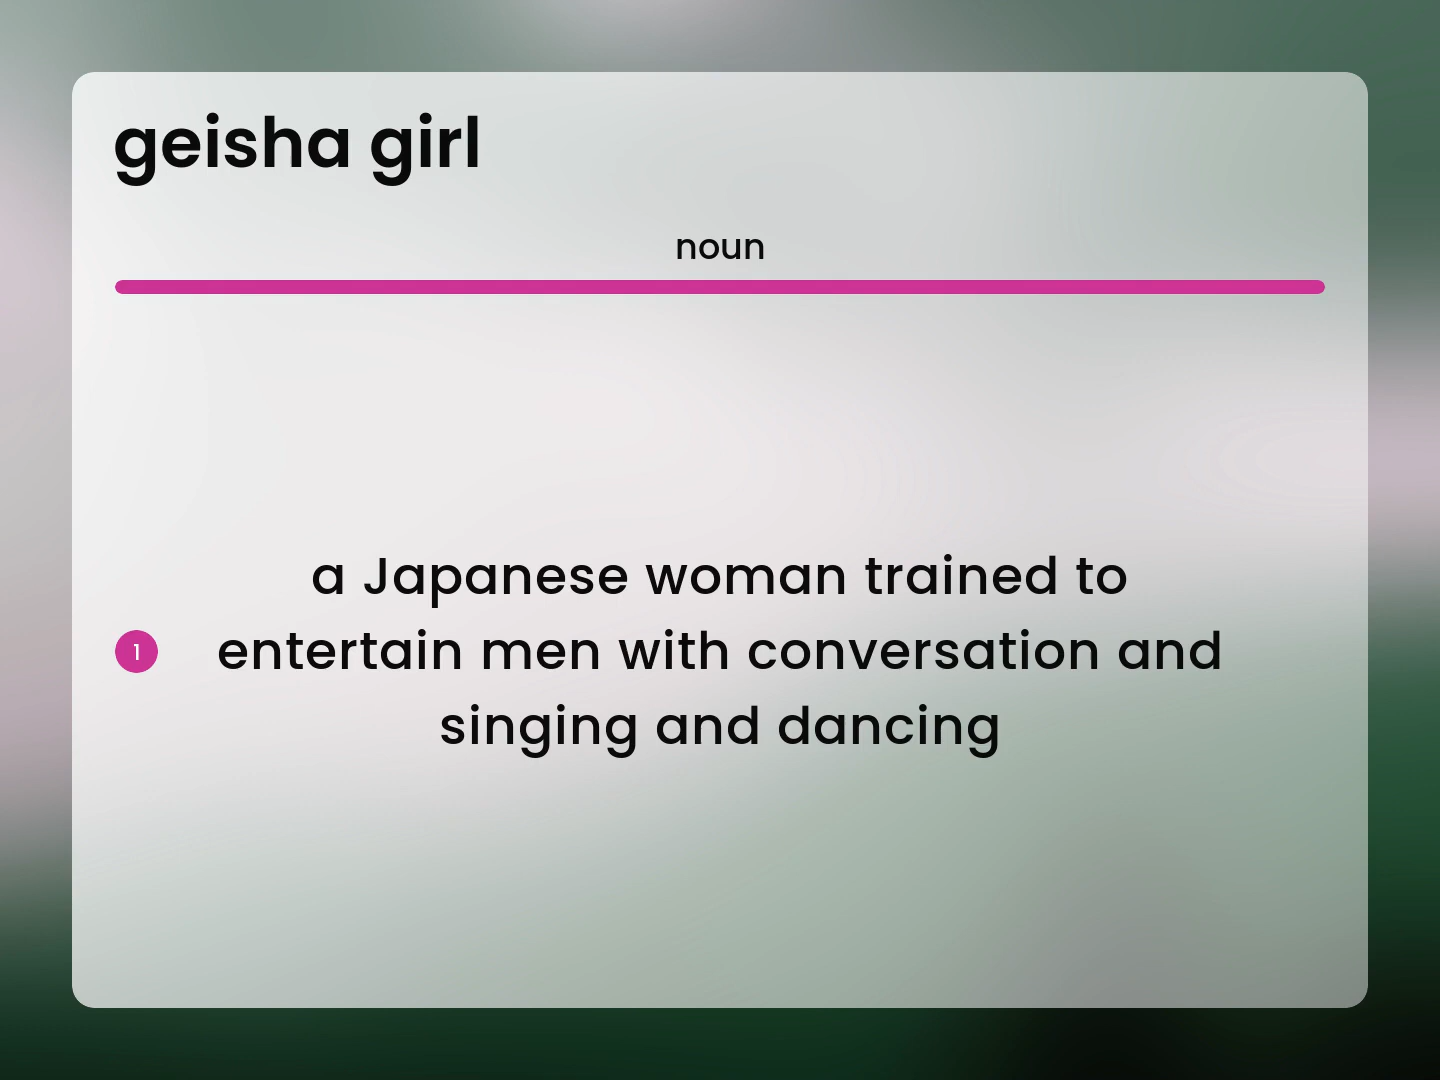 geisha girl
noun
a Japanese woman trained to
1 entertain men with conversation and
singing and dancing